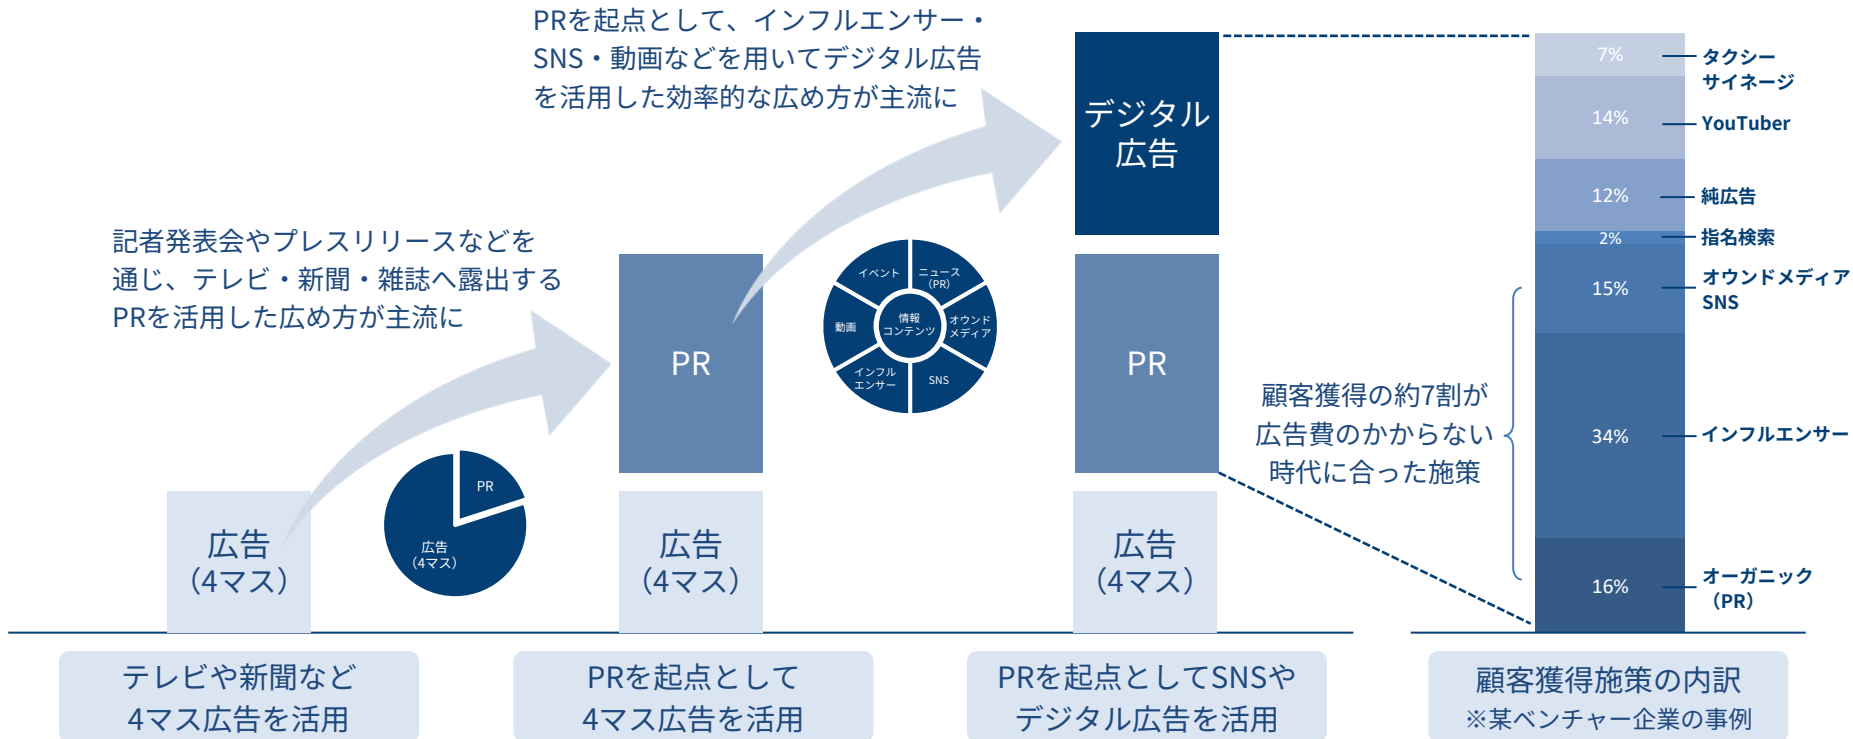 PRを起点として、インフルエンサー・
SNS・動画などを用いてデジタル広告
を活用した効率的な広め方が主流に
記者発表会やプレスリリースなどを
通じ、テレビ・新聞・雑誌へ露出する
PRを活用した広め方が主流に
広告
（4マス）
PR
広告
（4マス）
PR
広告
（4マス）
イベント
ニュース
（PR）
動画
情報
コンテンツ
オウンド
メディア
インフル
エンサー
SNS
デジタル
広告
PR
広告
（4マス）
顧客獲得の約7割が
広告費のかからない
時代に合った施策
7%
タクシー
サイネージ
14%
YouTuber
12%
純広告
2%
指名検索
15%
オウンドメディア
SNS
34%
インフルエンサー
16%
オーガニック
（PR）
テレビや新聞など
4マス広告を活用
PRを起点として
4マス広告を活用
PRを起点としてSNSや
デジタル広告を活用
顧客獲得施策の内訳
※某ベンチャー企業の事例